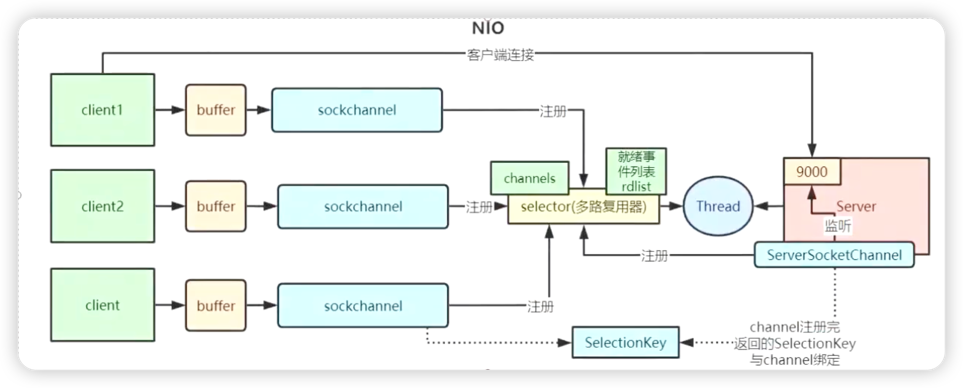 NIO
客户端连接
client1
buffer
sockchannel
注册
channels
就绪事
件列表
rdlist
9000
client2
buffer
sockchannel
注册
selector(多路复用器)
Thread
Server
监听
注册
ServerSocketChannel
client
buffer
sockchannel
注册
SelectionKey
channel注册完
返回的SelectionKey
与channel绑定